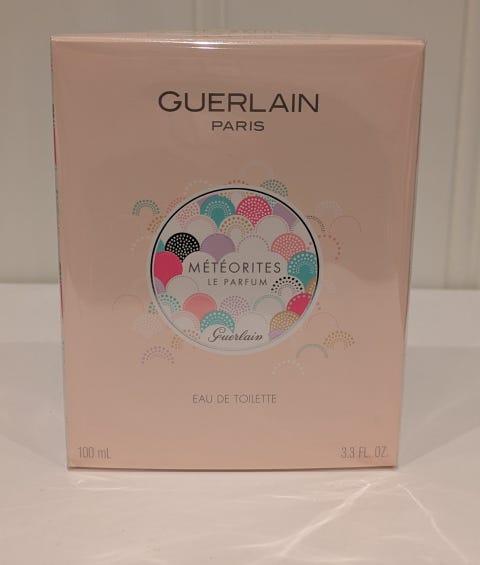 GUERLAIN
PARIS
MÉTÉORITES
LE PARFUM
Guerlain
EAU DE TOILETTE
100 mL
3.3 FL. OZ.